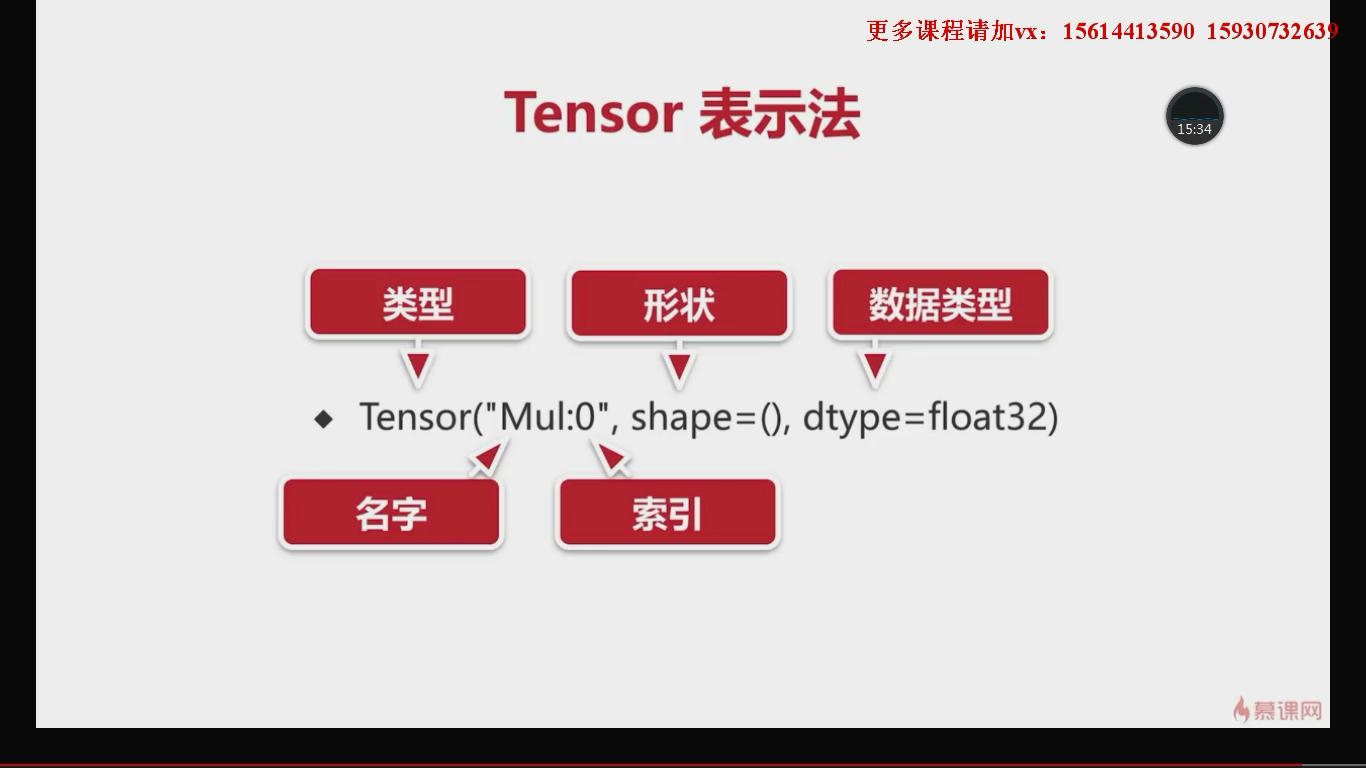 更多课程请加vx：15614413590 15930732639
Tensor 表示法
15:34
类型
形状
数据类型
◆ Tensor("Mul:0", shape=(), dtype=float32)
名字
索引
慕课网